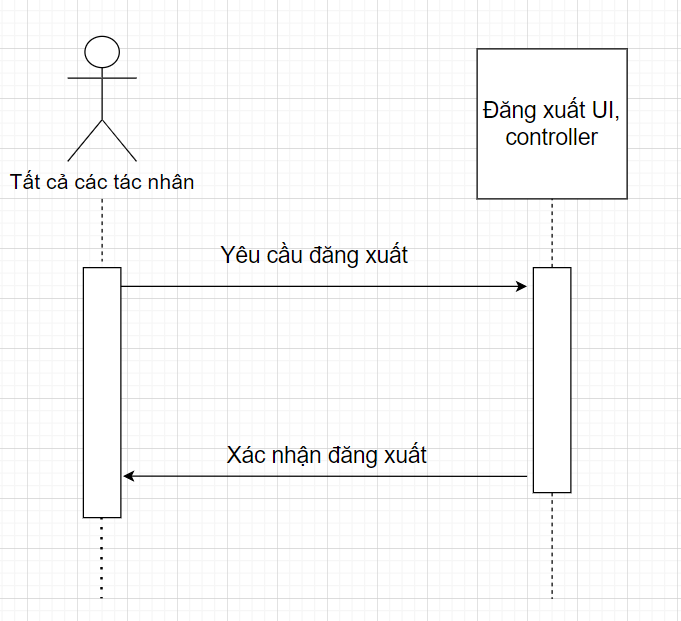 Đăng xuất UI,
controller
Tất cả các tác nhân
Yêu cầu đăng xuất
Xác nhận đăng xuất